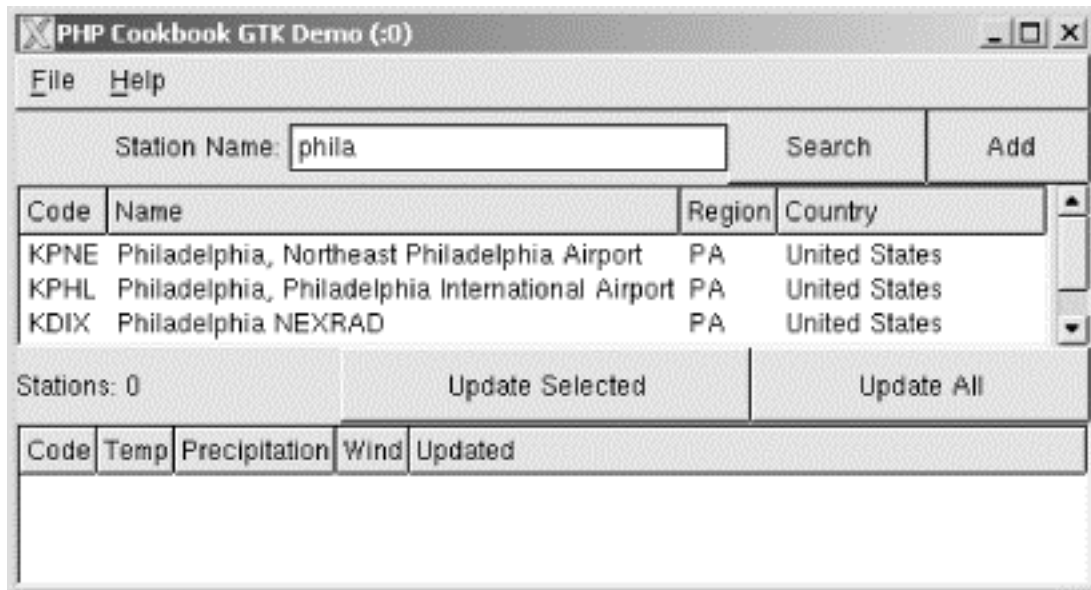 PHP Cookbook GTK Demo (:0)
File Help
Station Name: phila Search Add
Code Name Region Country
KPNE Philadelphia, Northeast Philadelphia Airport PA United States
KPHL Philadelphia, Philadelphia International Airport PA United States
KDIX Philadelphia NEXRAD PA United States
Stations: 0 Update Selected Update All
Code Temp Precipitation Wind Updated